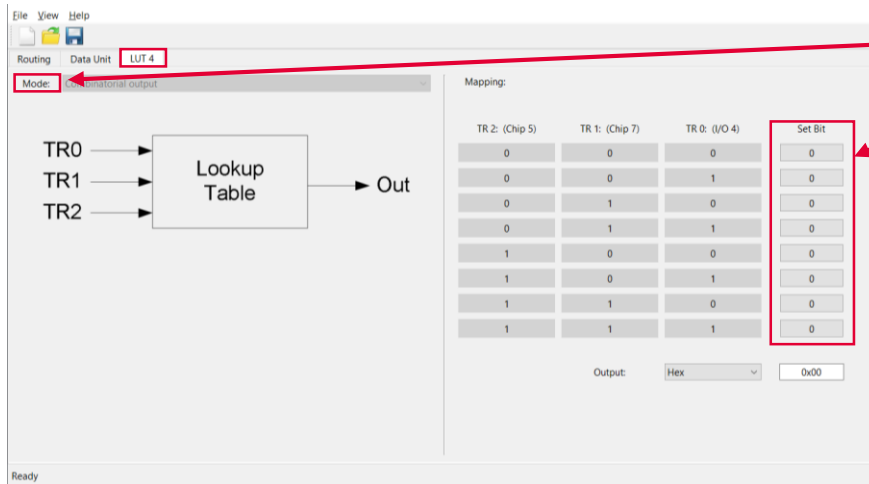 File View Help
Routing Data Unit LUT 4
Mode: Combinatorial output
Mapping:
TR 2: (Chip 5) TR 1: (Chip 7) TR 0: (I/O 4) Set Bit
0 0 0 0
0 0 1 0
0 1 0 0
0 1 1 0
1 0 0 0
1 0 1 0
1 1 0 0
1 1 1 0
TR0
TR1
TR2
Lookup
Table
Out
Output: Hex 0x00
Ready